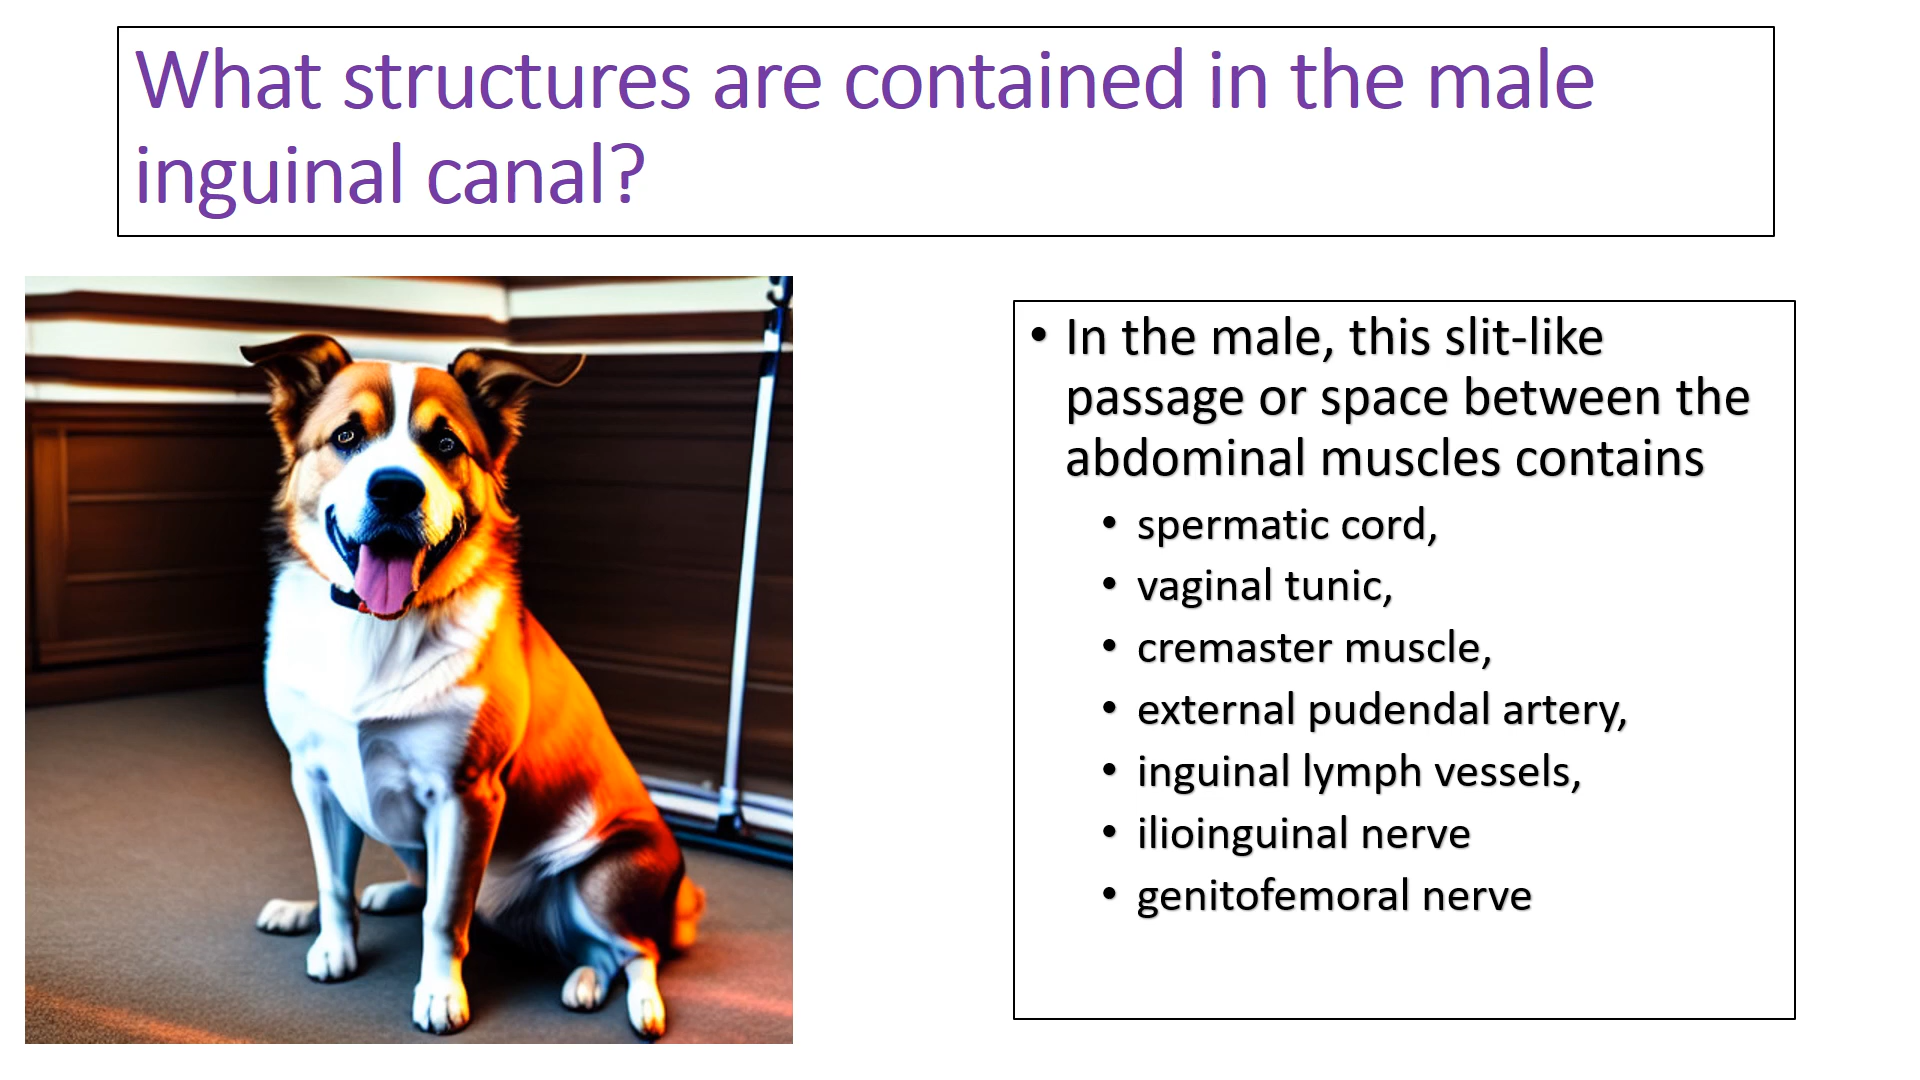 What structures are contained in the male
inguinal canal?
• In the male, this slit-like
passage or space between the
abdominal muscles contains
• spermatic cord,
• vaginal tunic,
• cremaster muscle,
• external pudendal artery,
• inguinal lymph vessels,
• ilioinguinal nerve
• genitofemoral nerve